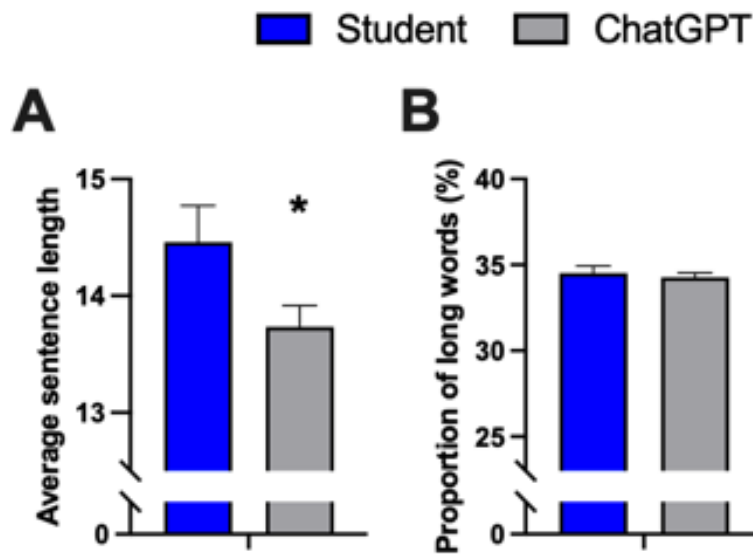 Student ChatGPT
A
Average sentence length
15
14
13
0
*
B
Proportion of long words (%)
40
35
30
25
0